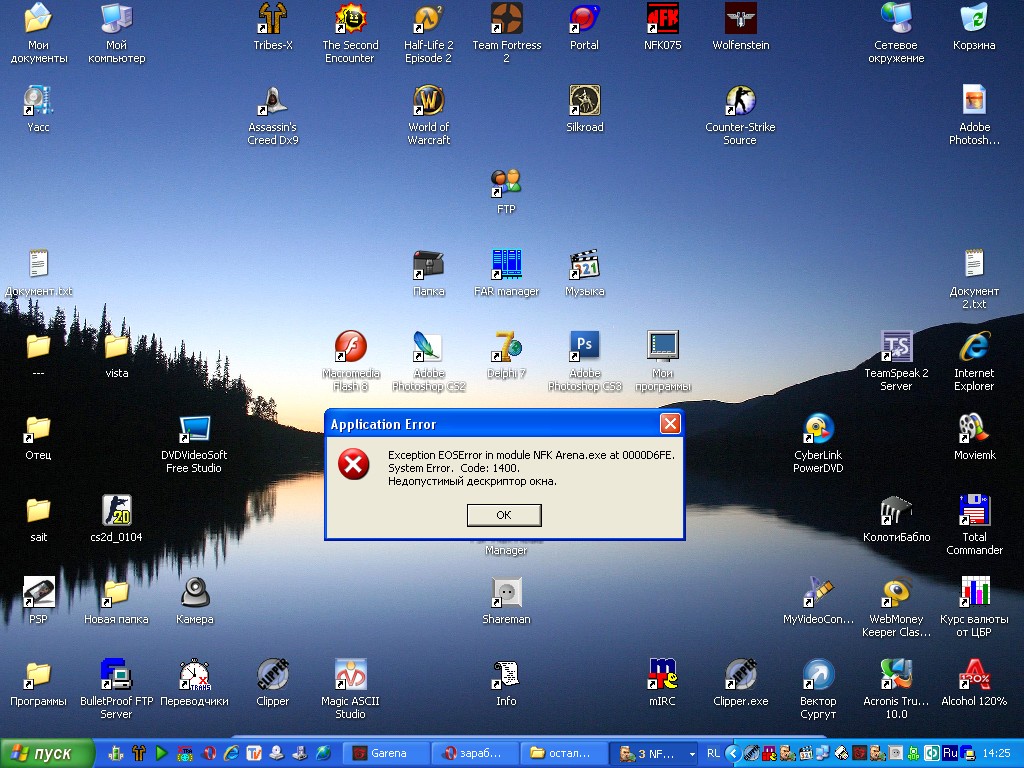 Мои документы
Мой компьютер
Tribes-X
The Second Encounter
Half-Life 2 Episode 2
Team Fortress 2
Portal
NFK075
Wolfenstein
Сетевое окружение
Корзина
Yacc
Assassin's Creed Dx9
World of Warcraft
Silkroad
Counter-Strike Source
Adobe Photosh...
FTP
Документ.txt
Папка
FAR manager
Музыка
Документ 2.txt
---
vista
Macromedia Flash 8
Adobe Photoshop CS2
Delphi 7
Adobe Photoshop CS3
Мои программы
TeamSpeak 2 Server
Internet Explorer
Application Error
Exception EOSError in module NFK Arena.exe at 0000D6FE.
System Error.  Code: 1400.
Недопустимый дескриптор окна.
OK
Отец
DVDVideoSoft Free Studio
CyberLink PowerDVD
Moviemk
sait
cs2d_0104
Manager
КолотиБабло
Total Commander
PSP
Новая папка
Камера
Shareman
MyVideoCon...
WebMoney Keeper Clas...
Курс валюты от ЦБР
Программы
BulletProof FTP Server
Переводчики
Clipper
Magic ASCII Studio
Info
mIRC
Clipper.exe
Вектор Сургут
Acronis Tru... 10.0
Alcohol 120%
пуск
Garena
зараб...
остал...
3 NF...
RL
Ru
14:25